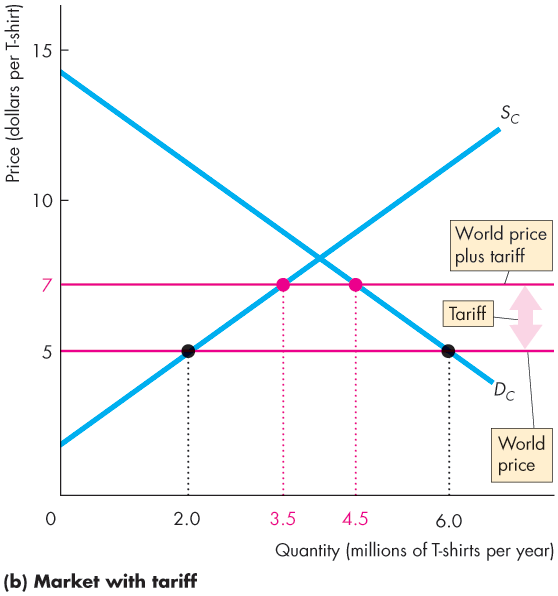 Price (dollars per T-shirt)
15
10
7
5
S_C
World price
plus tariff
Tariff
D_C
World
price
0
2.0
3.5
4.5
6.0
Quantity (millions of T-shirts per year)
(b) Market with tariff